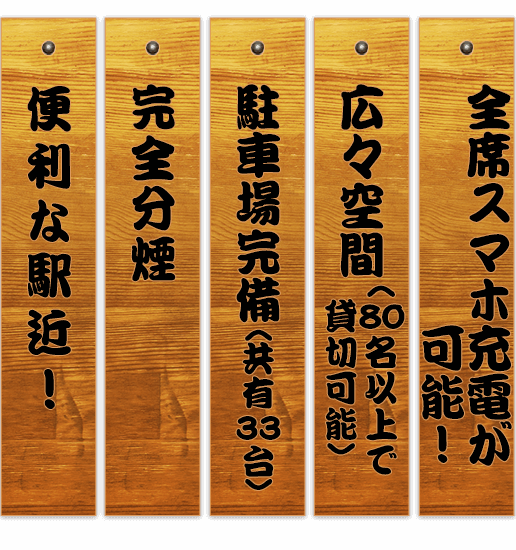 全席スマホ充電が
可能！
広々空間（80名以上で
貸切可能）
駐車場完備（共有33台）
完全分煙
便利な駅近！